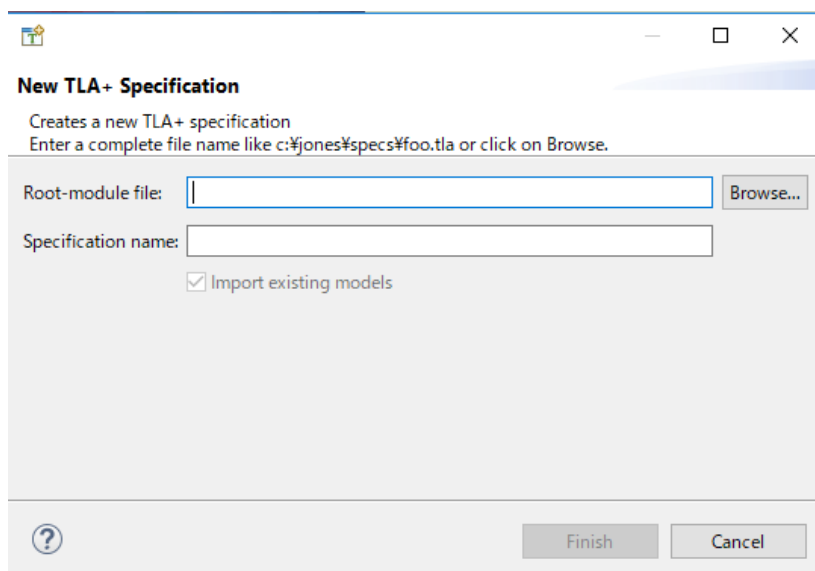 New TLA+ Specification
Creates a new TLA+ specification
Enter a complete file name like c:¥jones¥specs¥foo.tla or click on Browse.
Root-module file:
Browse...
Specification name:
Import existing models
Finish
Cancel